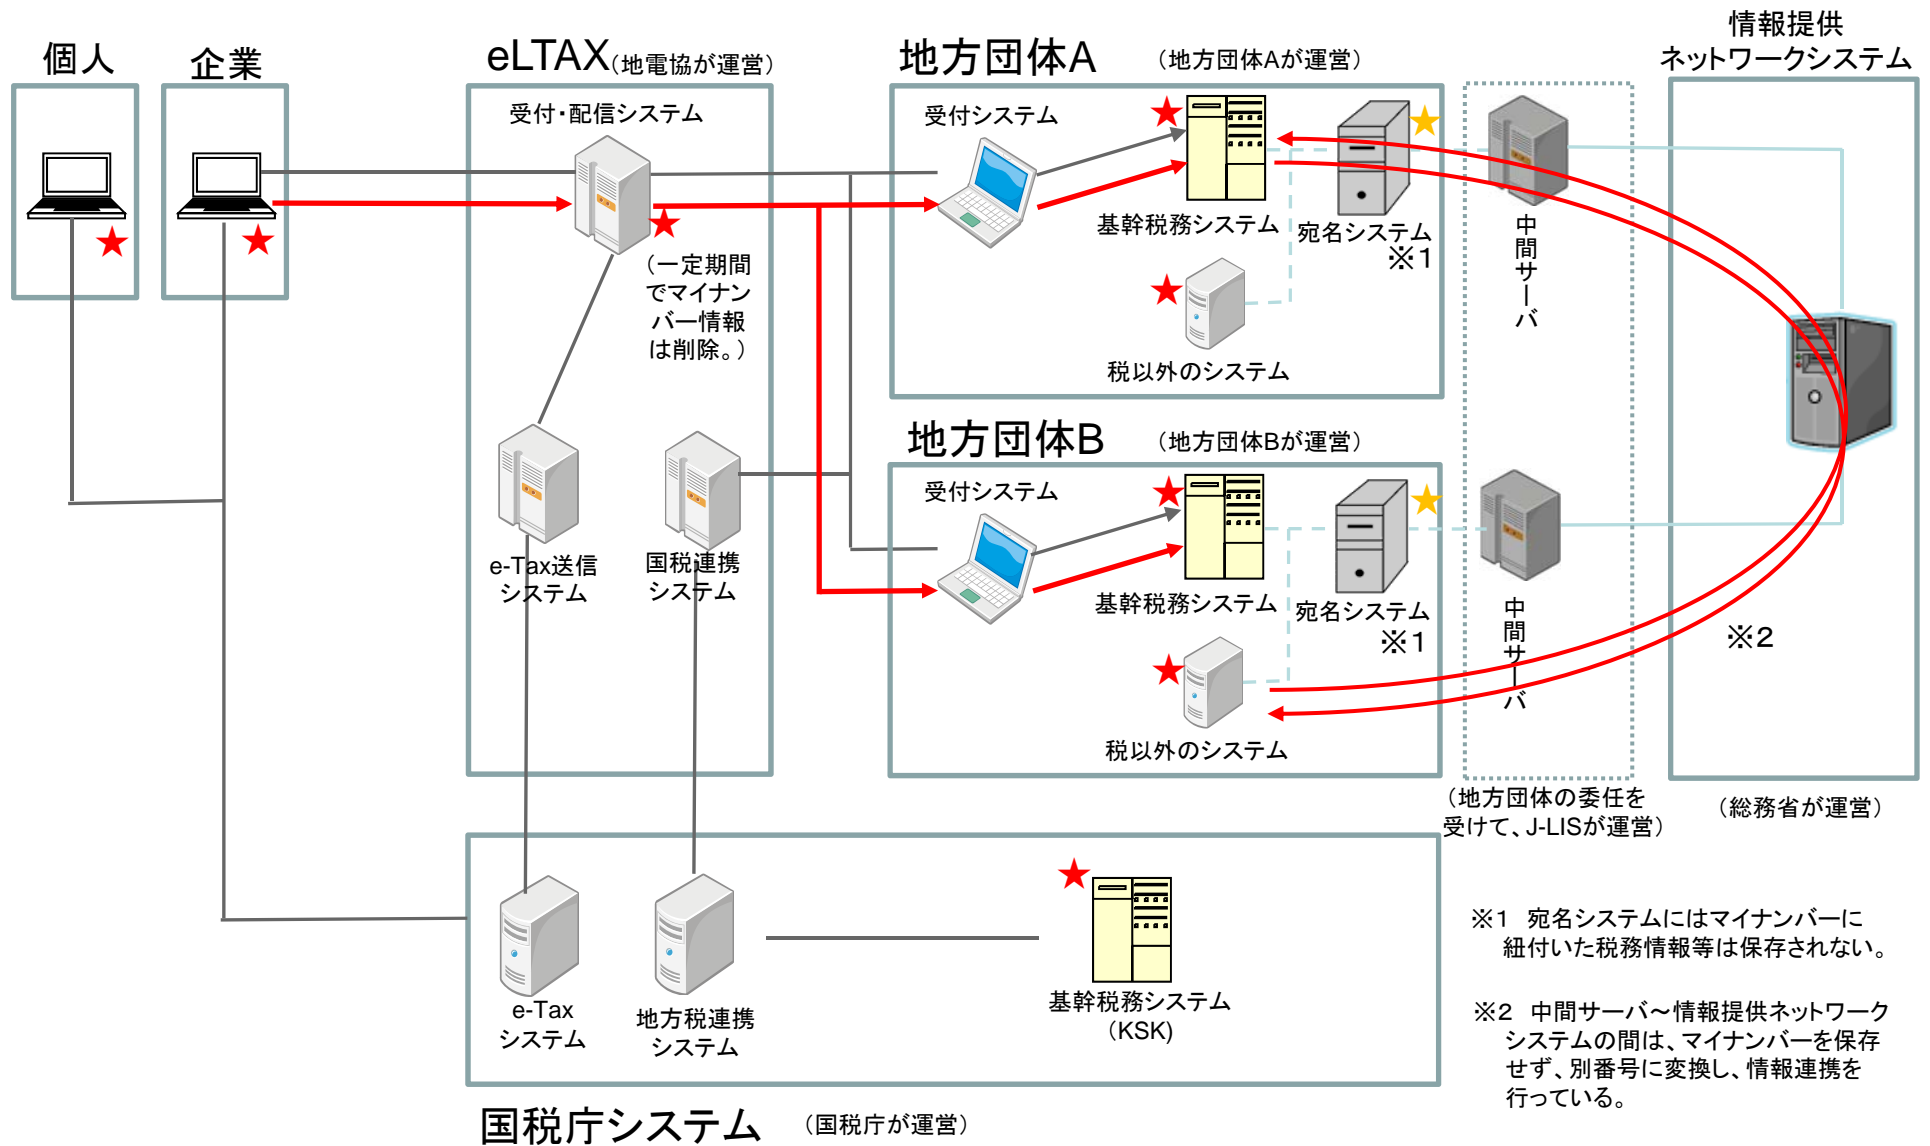 個人
企業
eLTAX(地電協が運営)
地方団体A
（地方団体Aが運営）
情報提供
ネットワークシステム
受付・配信システム
（一定期間
でマイナン
バー情報
は削除。）
e-Tax送信
システム
国税連携
システム
受付システム
基幹税務システム
宛名システム
※1
税以外のシステム
中間サーバ
地方団体B
（地方団体Bが運営）
受付システム
基幹税務システム
宛名システム
※1
税以外のシステム
中間サーバ
※2
（地方団体の委任を
受けて、J-LISが運営）
（総務省が運営）
e-Tax
システム
地方税連携
システム
基幹税務システム
（KSK)
国税庁システム
（国税庁が運営）
※1　宛名システムにはマイナンバーに
紐付いた税務情報等は保存されない。
※2　中間サーバ～情報提供ネットワーク
システムの間は、マイナンバーを保存
せず、別番号に変換し、情報連携を
行っている。